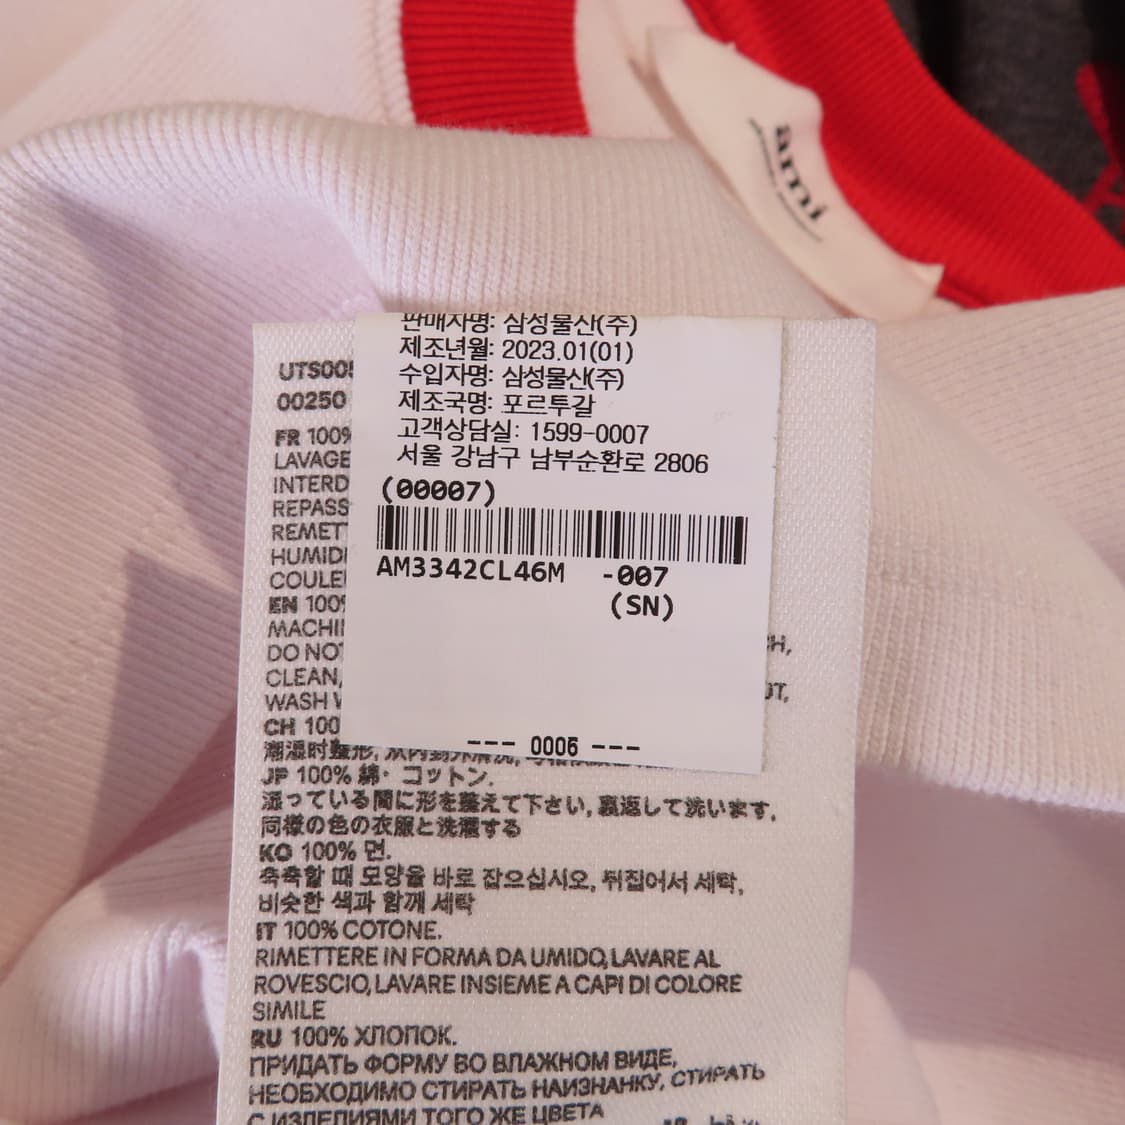 ami
판매자명: 삼성물산(주)
제조년월: 2023.01(01)
수입자명: 삼성물산(주)
제조국명: 포르투갈
고객상담실: 1599-0007
서울 강남구 남부순환로 2806
(00007)
AM3342CL46M -007
(SN)
--- 0006 ---
UTS005
00250
FR 100%
LAVAGE
INTERD
REPASS
REMET
HUMIDI
COULE
EN 100%
MACHI
DO NOT
CLEAN,
WASH
CH 100
JP 100% 綿・コットン.
湿っている間に形を整えて下さい, 裏返して洗います,
同様の色の衣服と洗濯する
KO 100% 면.
축축할 때 모양을 바로 잡으십시오, 뒤집어서 세탁,
비슷한 색과 함께 세탁
IT 100% COTONE.
RIMETTERE IN FORMA DA UMIDO, LAVARE AL
ROVESCIO, LAVARE INSIEME A CAPI DI COLORE
SIMILE
RU 100% ХЛОПОК.
ПРИДАТЬ ФОРМУ ВО ВЛАЖНОМ ВИДЕ,
НЕОБХОДИМО СТИРАТЬ НАИЗНАНКУ, СТИРАТЬ
С ИЗДЕЛИЯМИ ТОГО ЖЕ ЦВЕТА